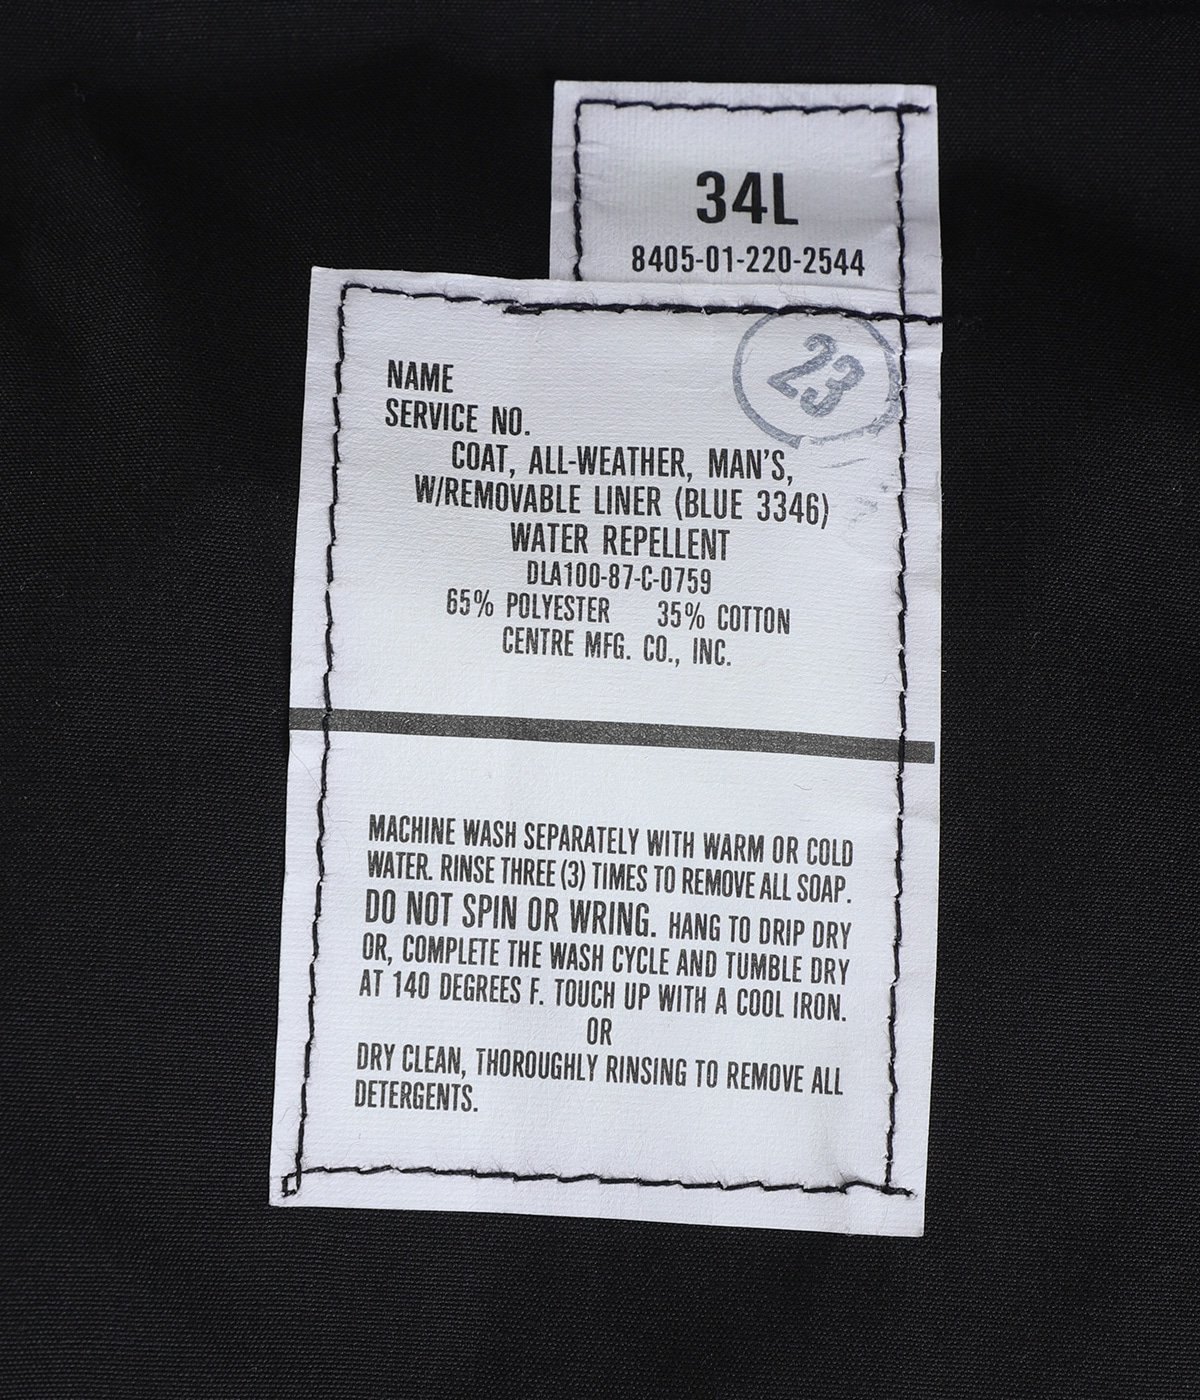 34L
8405-01-220-2544
23
NAME
SERVICE NO.
COAT, ALL-WEATHER, MAN'S,
W/REMOVABLE LINER (BLUE 3346)
WATER REPELLENT
DLA100-87-C-0759
65% POLYESTER 35% COTTON
CENTRE MFG. CO., INC.
MACHINE WASH SEPARATELY WITH WARM OR COLD
WATER. RINSE THREE (3) TIMES TO REMOVE ALL SOAP.
DO NOT SPIN OR WRING. HANG TO DRIP DRY
OR, COMPLETE THE WASH CYCLE AND TUMBLE DRY
AT 140 DEGREES F. TOUCH UP WITH A COOL IRON.
OR
DRY CLEAN, THOROUGHLY RINSING TO REMOVE ALL
DETERGENTS.